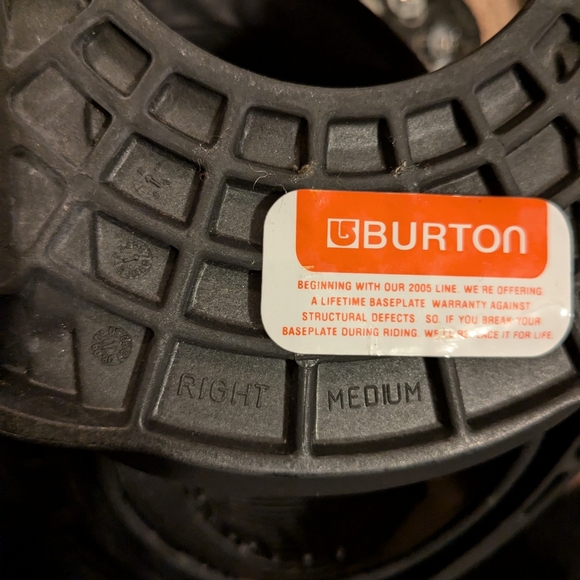 BURTON
BEGINNING WITH OUR 2005 LINE. WE'RE OFFERING
A LIFETIME BASEPLATE WARRANTY AGAINST
STRUCTURAL DEFECTS SO, IF YOU BREAK YOUR
BASEPLATE DURING RIDING. WE'LL REPLACE IT FOR LIFE
RIGHT
MEDIUM